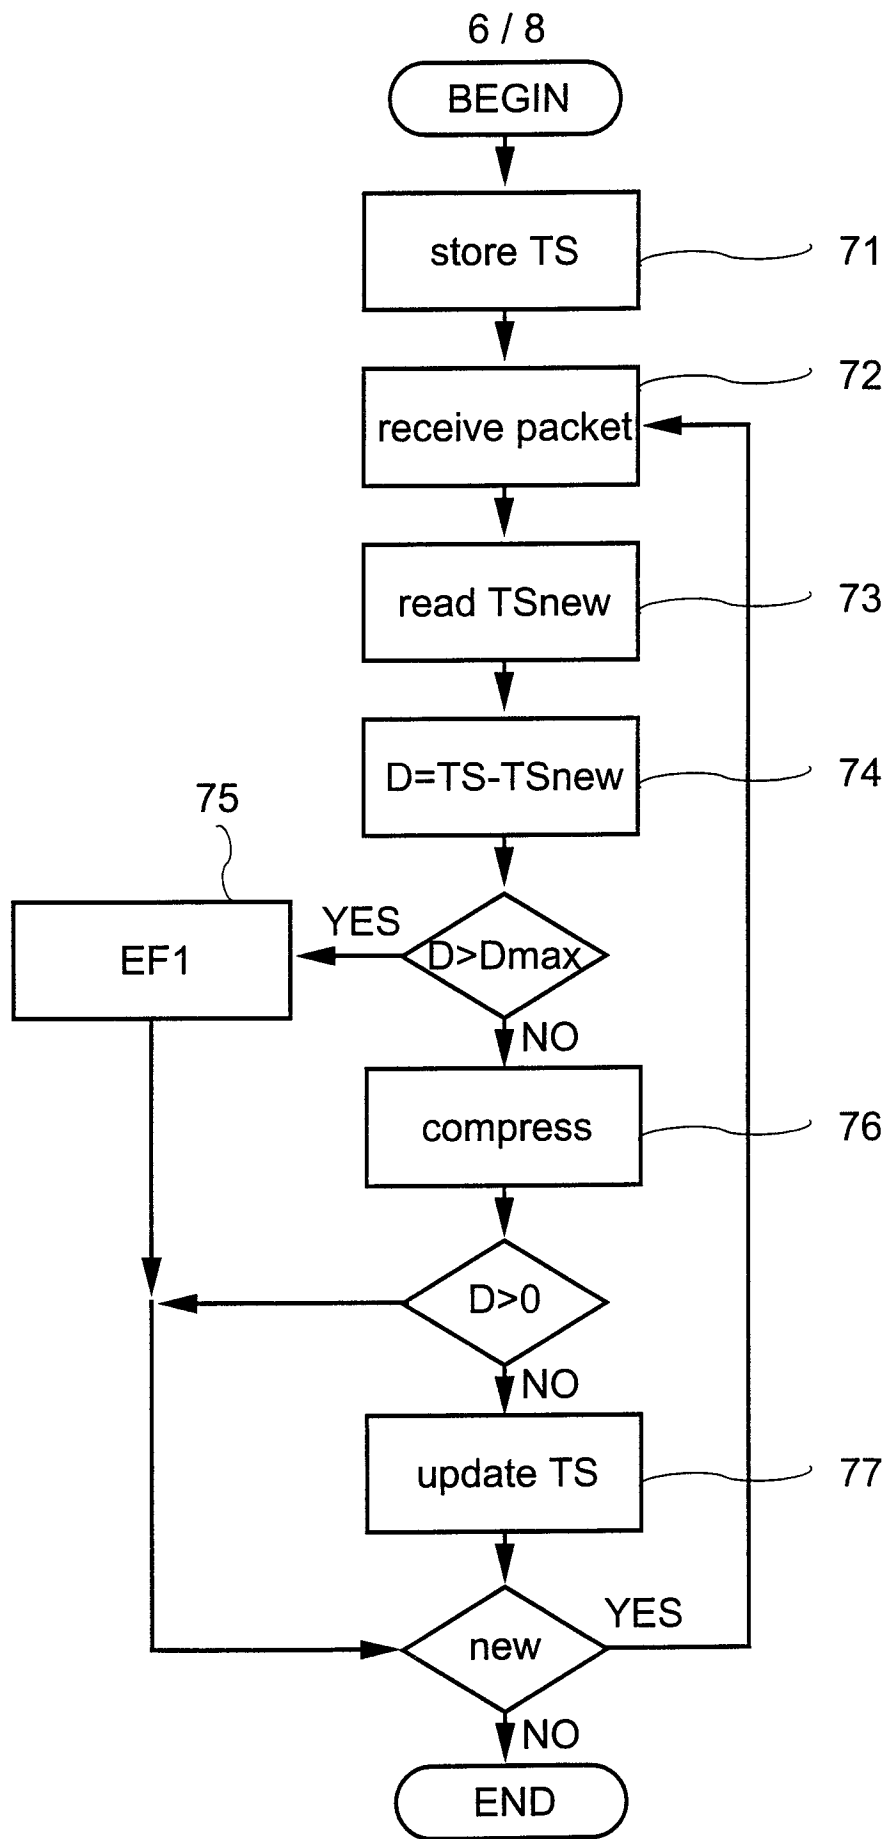 6 / 8
BEGIN
store TS
71
72
receive packet
read TSnew
73
D=TS-TSnew
74
75
EF1
YES
D>Dmax
NO
compress
76
D>0
NO
update TS
77
new
YES
NO
END